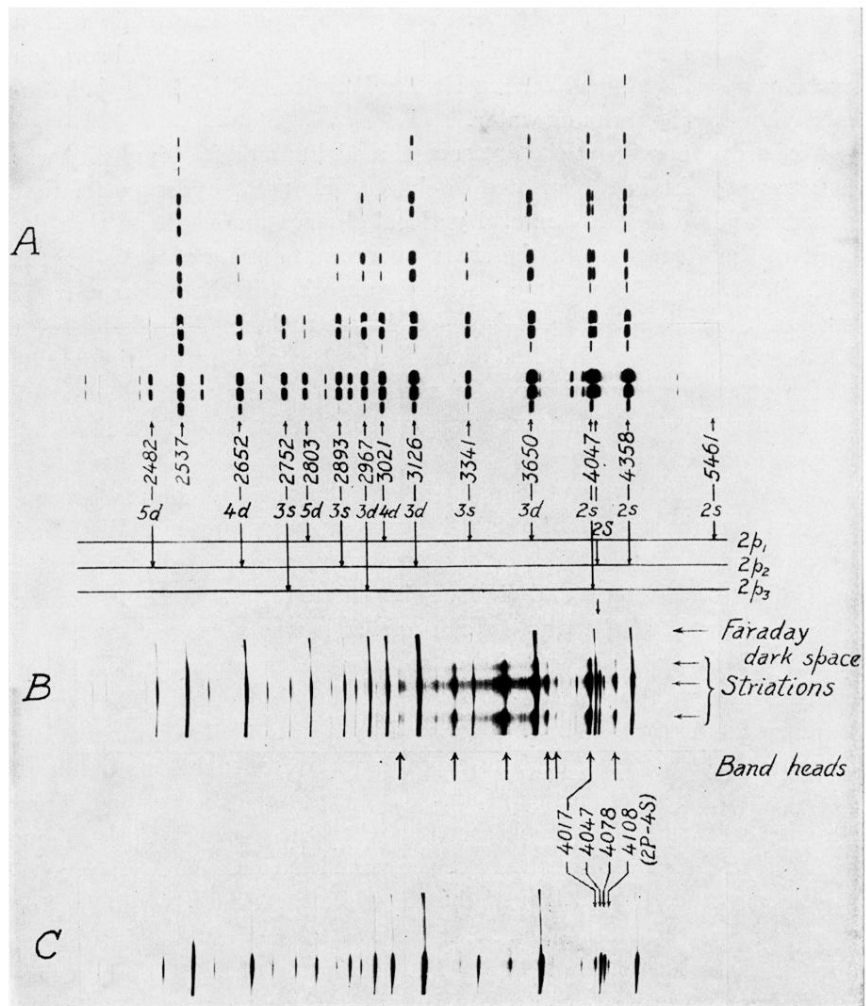 A
2482
2537
2652
2752
2803
2893
2967
3021
3126
3341
3650
4047
4358
5461
5d 4d 3s 5d 3s 3d 4d 3d 3s 3d 2s 2s 2s
2S
2p₁
2p₂
2p₃
Faraday
dark space
B
Striations
Band heads
4017
4047
4078
4108
(2P-4S)
C